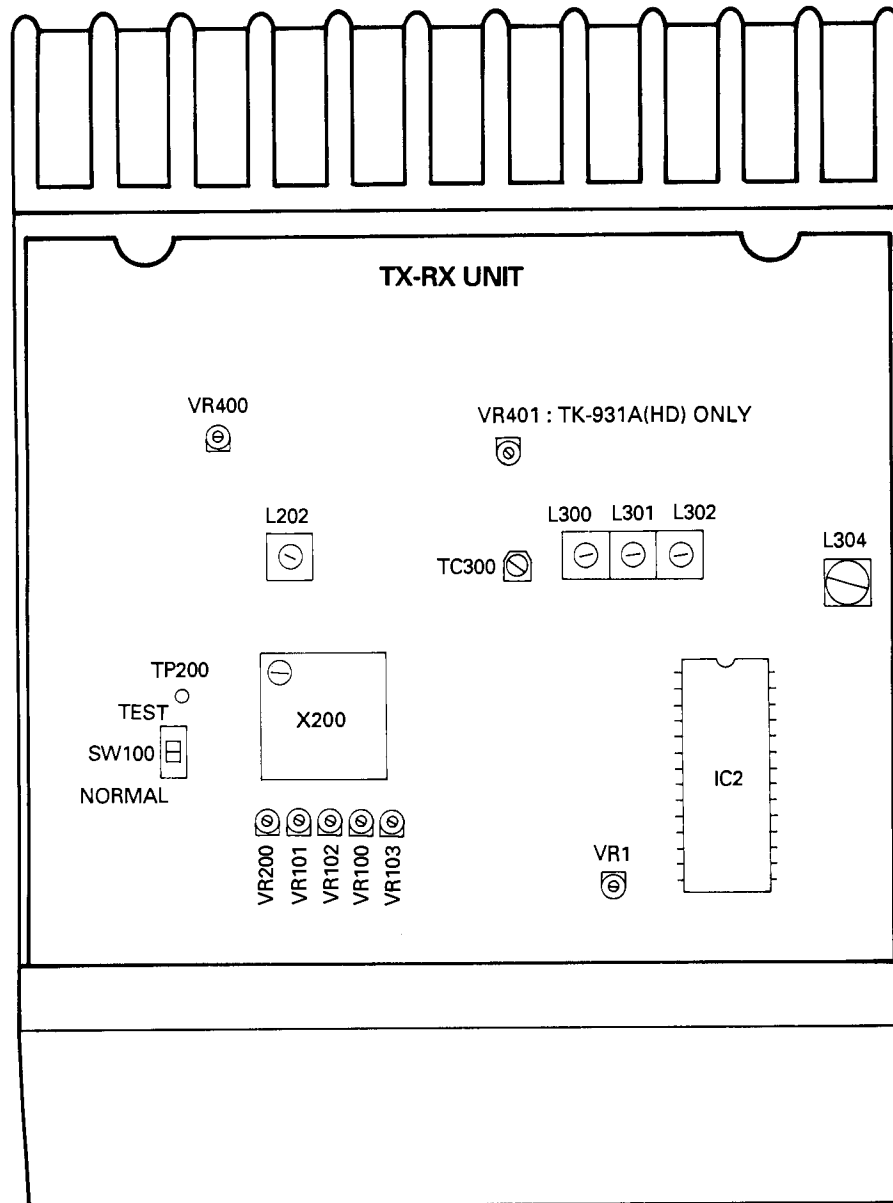 TX-RX UNIT
VR400
VR401 : TK-931A(HD) ONLY
L202
L300 L301 L302
TC300
L304
TP200
TEST
SW100
NORMAL
X200
IC2
VR200
VR101
VR102
VR100
VR103
VR1